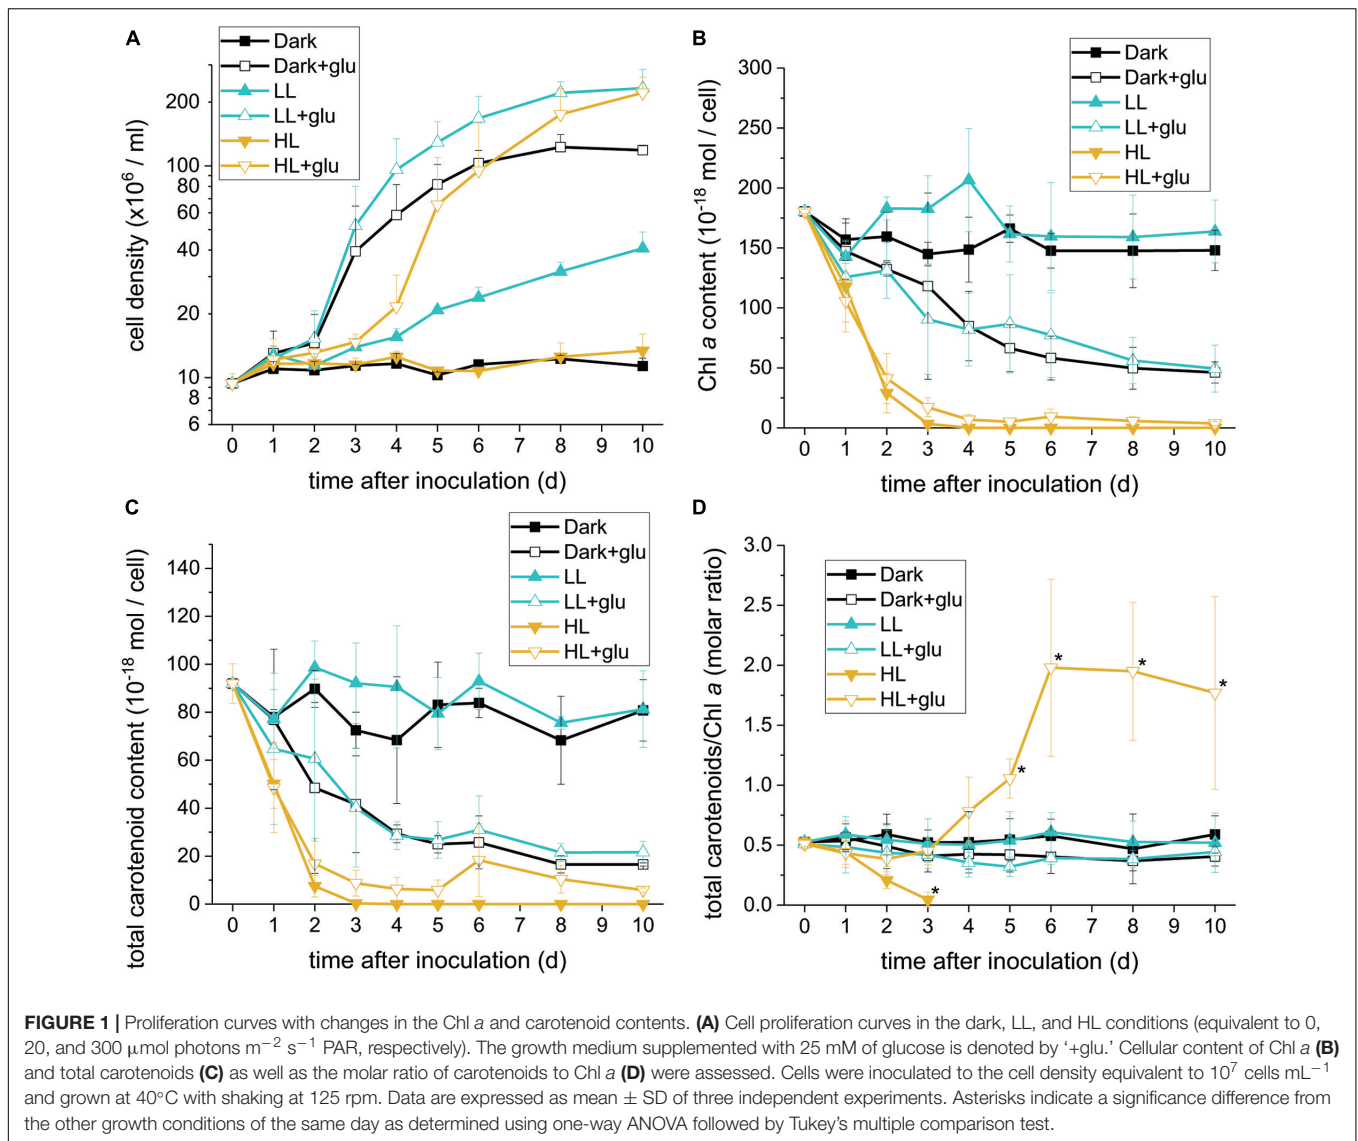 A
Dark
Dark+glu
LL
LL+glu
HL
HL+glu
200
100
80
60
40
20
10
8
6
cell density (x10⁶ / ml)
0 1 2 3 4 5 6 7 8 9 10
time after inoculation (d)
B
Dark
Dark+glu
LL
LL+glu
HL
HL+glu
300
250
200
150
100
50
0
Chl a content (10⁻¹⁸ mol / cell)
0 1 2 3 4 5 6 7 8 9 10
time after inoculation (d)
C
Dark
Dark+glu
LL
LL+glu
HL
HL+glu
140
120
100
80
60
40
20
0
total carotenoid content (10⁻¹⁸ mol / cell)
0 1 2 3 4 5 6 7 8 9 10
time after inoculation (d)
D
Dark
Dark+glu
LL
LL+glu
HL
HL+glu
3.0
2.5
2.0
1.5
1.0
0.5
0.0
total carotenoids/Chl a (molar ratio)
* * * * *
0 1 2 3 4 5 6 7 8 9 10
time after inoculation (d)
FIGURE 1 | Proliferation curves with changes in the Chl a and carotenoid contents. (A) Cell proliferation curves in the dark, LL, and HL conditions (equivalent to 0,
20, and 300 μmol photons m⁻² s⁻¹ PAR, respectively). The growth medium supplemented with 25 mM of glucose is denoted by ‘+glu.’ Cellular content of Chl a (B)
and total carotenoids (C) as well as the molar ratio of carotenoids to Chl a (D) were assessed. Cells were inoculated to the cell density equivalent to 10⁷ cells mL⁻¹
and grown at 40°C with shaking at 125 rpm. Data are expressed as mean ± SD of three independent experiments. Asterisks indicate a significance difference from
the other growth conditions of the same day as determined using one-way ANOVA followed by Tukey’s multiple comparison test.